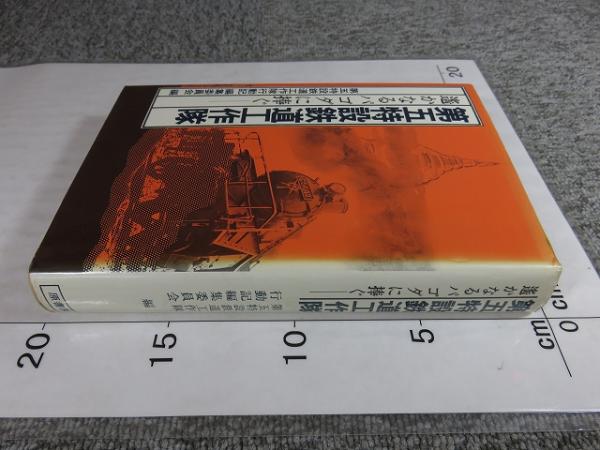 第五特設鉄道工作隊
遙かなるパゴダに捧ぐ
第五特設鉄道工作隊行動記編集委員会編
第五特設鉄道工作隊
遙かなるパゴダに捧ぐ
第五特設鉄道工作隊
行動記編集委員会
編
20
20
15
10
5
0
cm